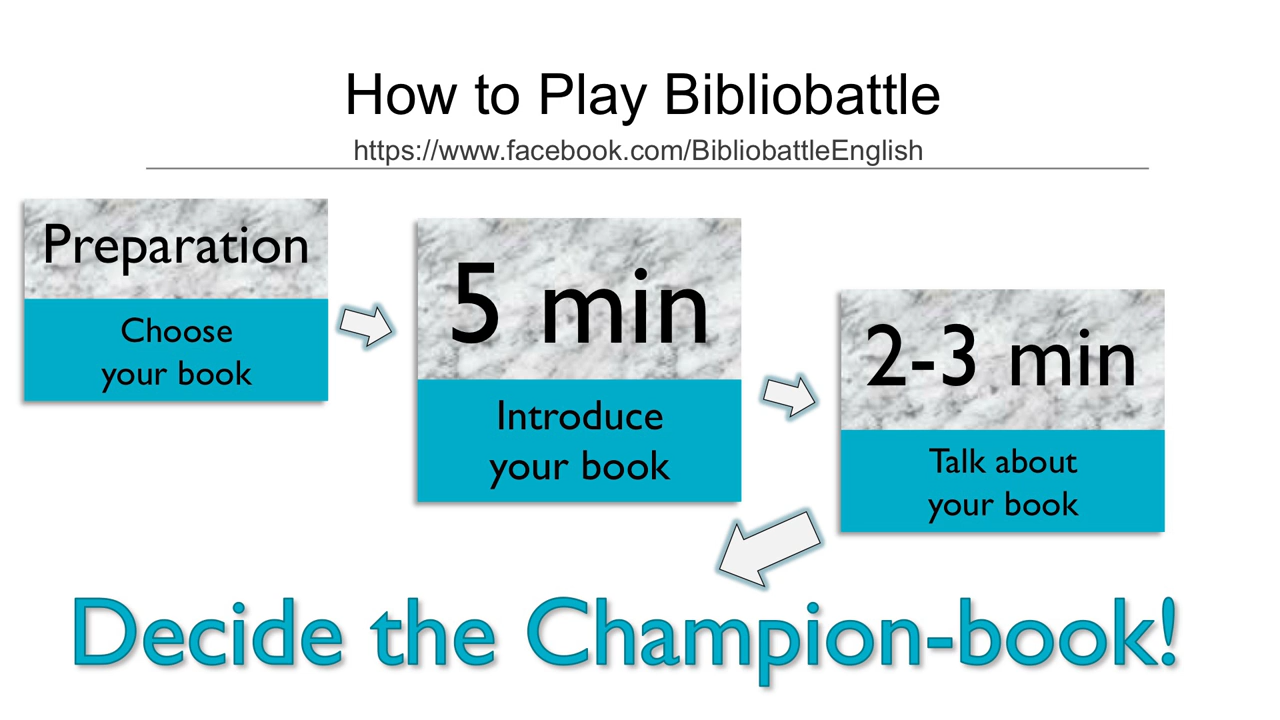 How to Play Bibliobattle
https://www.facebook.com/BibliobattleEnglish
Preparation
Choose
your book
5 min
Introduce
your book
2-3 min
Talk about
your book
Decide the Champion-book!